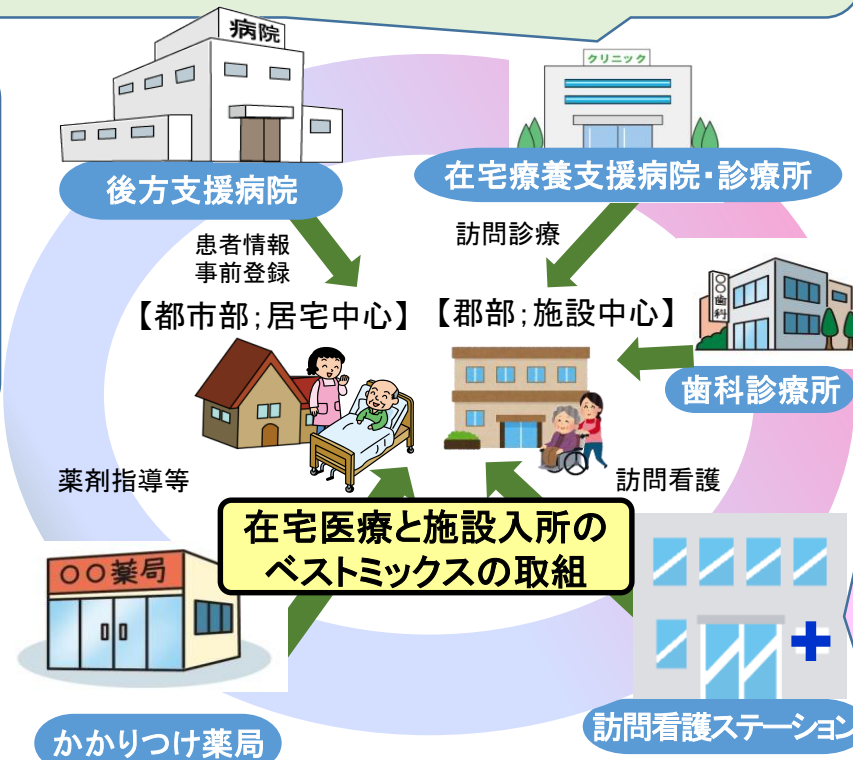 病院
クリニック
後方支援病院
在宅療養支援病院・診療所
患者情報
事前登録
訪問診療
【都市部;居宅中心】
【郡部;施設中心】
〇〇歯科
歯科診療所
薬剤指導等
訪問看護
在宅医療と施設入所の
ベストミックスの取組
〇〇薬局
かかりつけ薬局
訪問看護ステーション